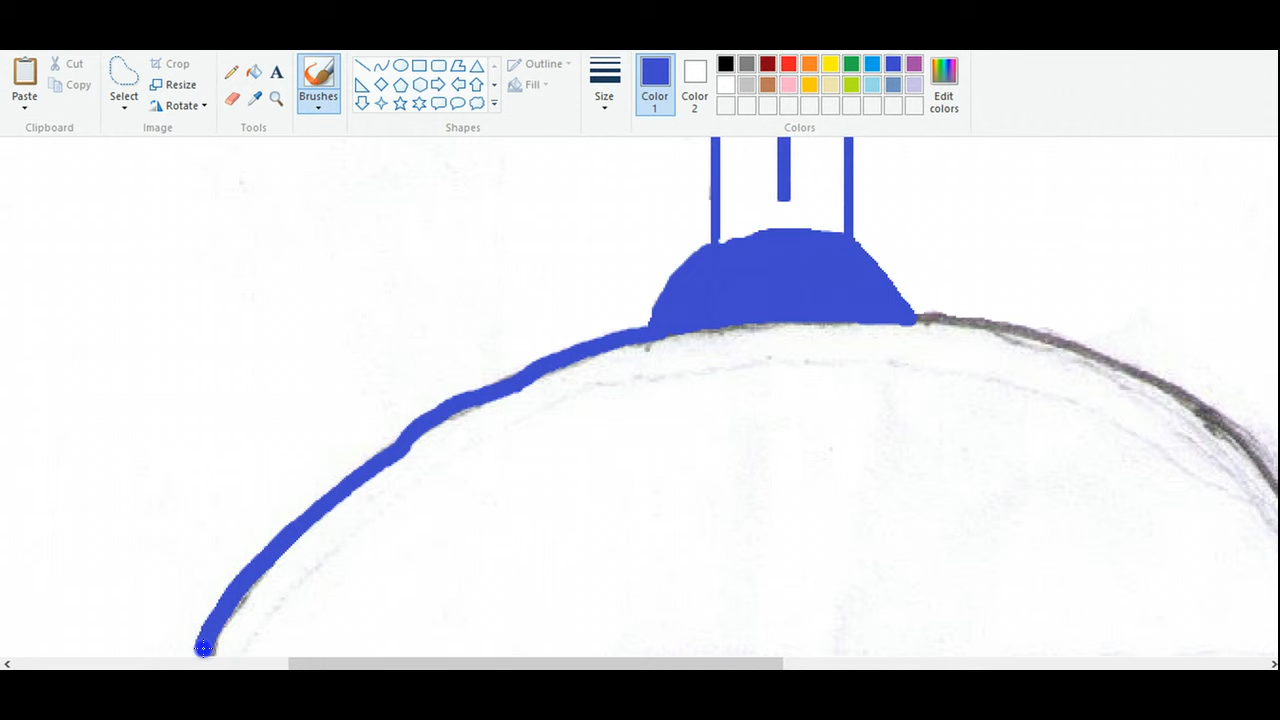 Cut
Crop
Outline
Copy
Resize
Fill
Paste
Select
Rotate
Brushes
Size
Color
1
Color
2
Edit
colors
Clipboard
Image
Tools
Shapes
Colors
A